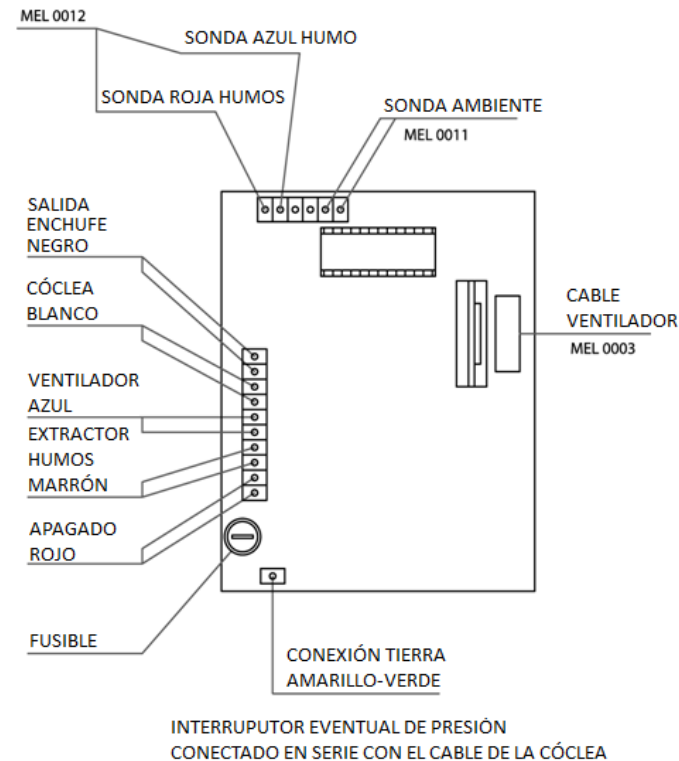 MEL 0012
SONDA AZUL HUMO
SONDA ROJA HUMOS
SONDA AMBIENTE
MEL 0011
SALIDA
ENCHUFE
NEGRO
CÓCLEA
BLANCO
CABLE
VENTILADOR
MEL 0003
VENTILADOR
AZUL
EXTRACTOR
HUMOS
MARRÓN
APAGADO
ROJO
FUSIBLE
CONEXIÓN TIERRA
AMARILLO-VERDE
INTERRUPUTOR EVENTUAL DE PRESIÓN
CONECTADO EN SERIE CON EL CABLE DE LA CÓCLEA